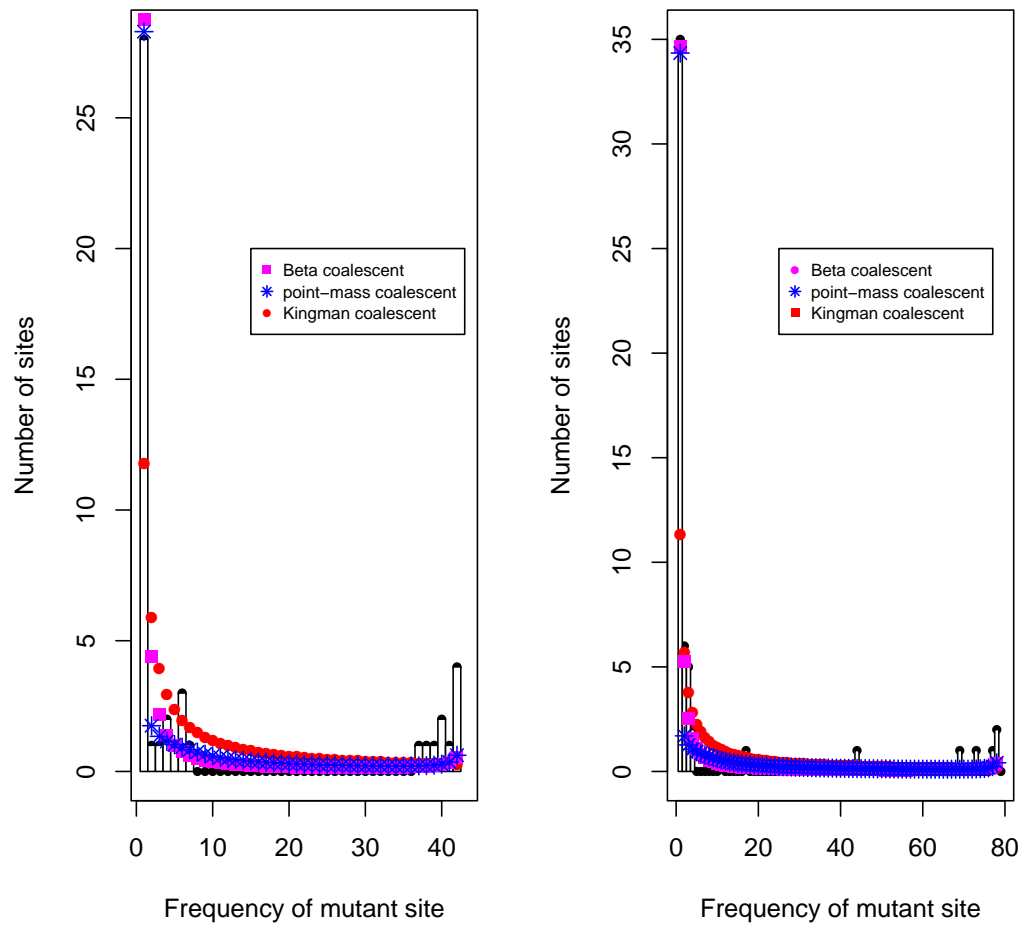 25
20
15
10
5
0
Number of sites
Beta coalescent
point−mass coalescent
Kingman coalescent
0 10 20 30 40
Frequency of mutant site
35
30
25
20
15
10
5
0
Number of sites
Beta coalescent
point−mass coalescent
Kingman coalescent
0 20 40 60 80
Frequency of mutant site